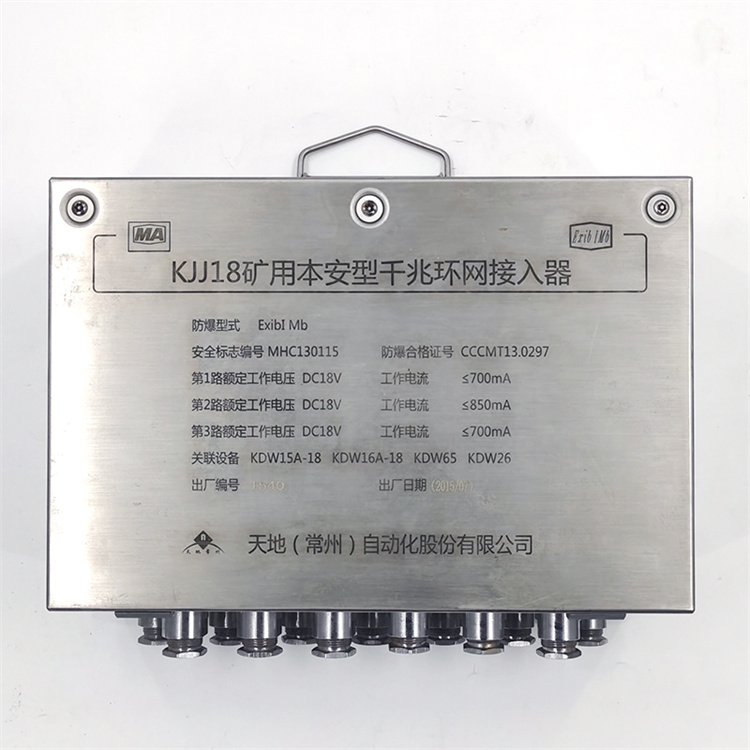 MA
Exib I Mb
KJJ18矿用本安型千兆环网接入器
防爆型式 ExibI Mb
安全标志编号 MHC130115 防爆合格证号 CCCMT13.0297
第1路额定工作电压 DC18V 工作电流 ≤700mA
第2路额定工作电压 DC18V 工作电流 ≤850mA
第3路额定工作电压 DC18V 工作电流 ≤700mA
关联设备 KDW15A-18 KDW16A-18 KDW65 KDW26
出厂编号 出厂日期
天地（常州）自动化股份有限公司